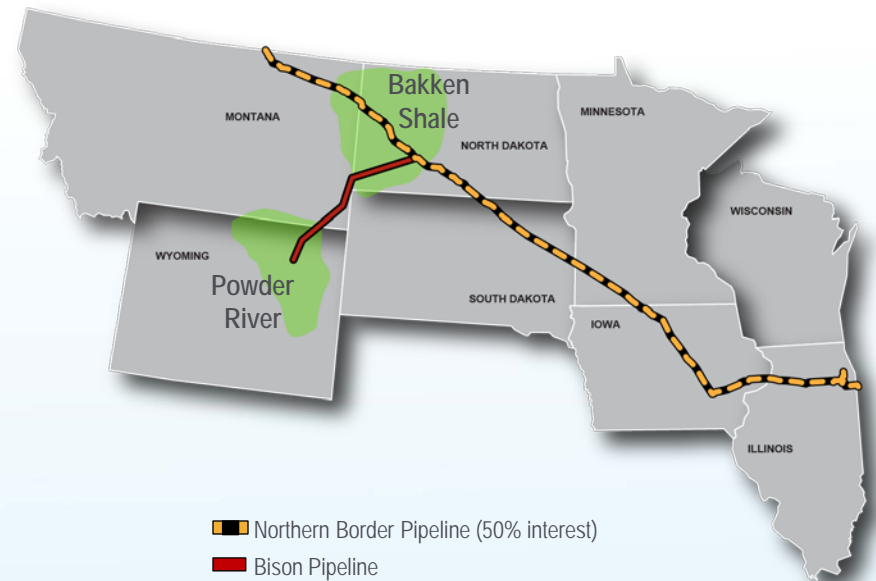 Bakken
Shale
MONTANA
NORTH DAKOTA
MINNESOTA
WISCONSIN
WYOMING
Powder
River
SOUTH DAKOTA
IOWA
ILLINOIS
Northern Border Pipeline (50% interest)
Bison Pipeline